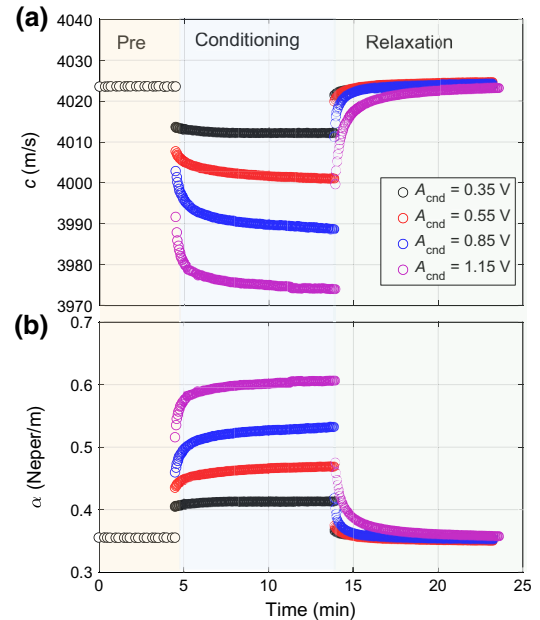 (a)
4040
4030
4020
4010
4000
3990
3980
3970
c (m/s)
Pre
Conditioning
Relaxation
A_cnd = 0.35 V
A_cnd = 0.55 V
A_cnd = 0.85 V
A_cnd = 1.15 V
(b)
0.7
0.6
0.5
0.4
0.3
α (Neper/m)
0
5
10
15
20
25
Time (min)